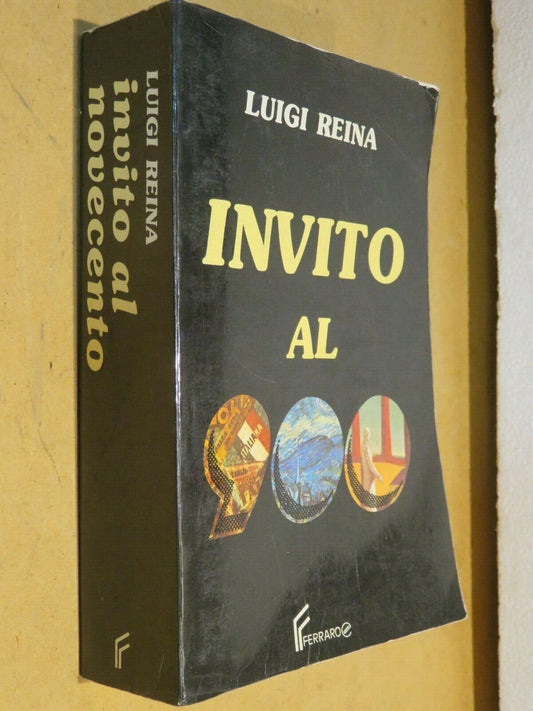 LUIGI REINA
invito al
novecento
LUIGI REINA
INVITO
AL
900
FERRARO